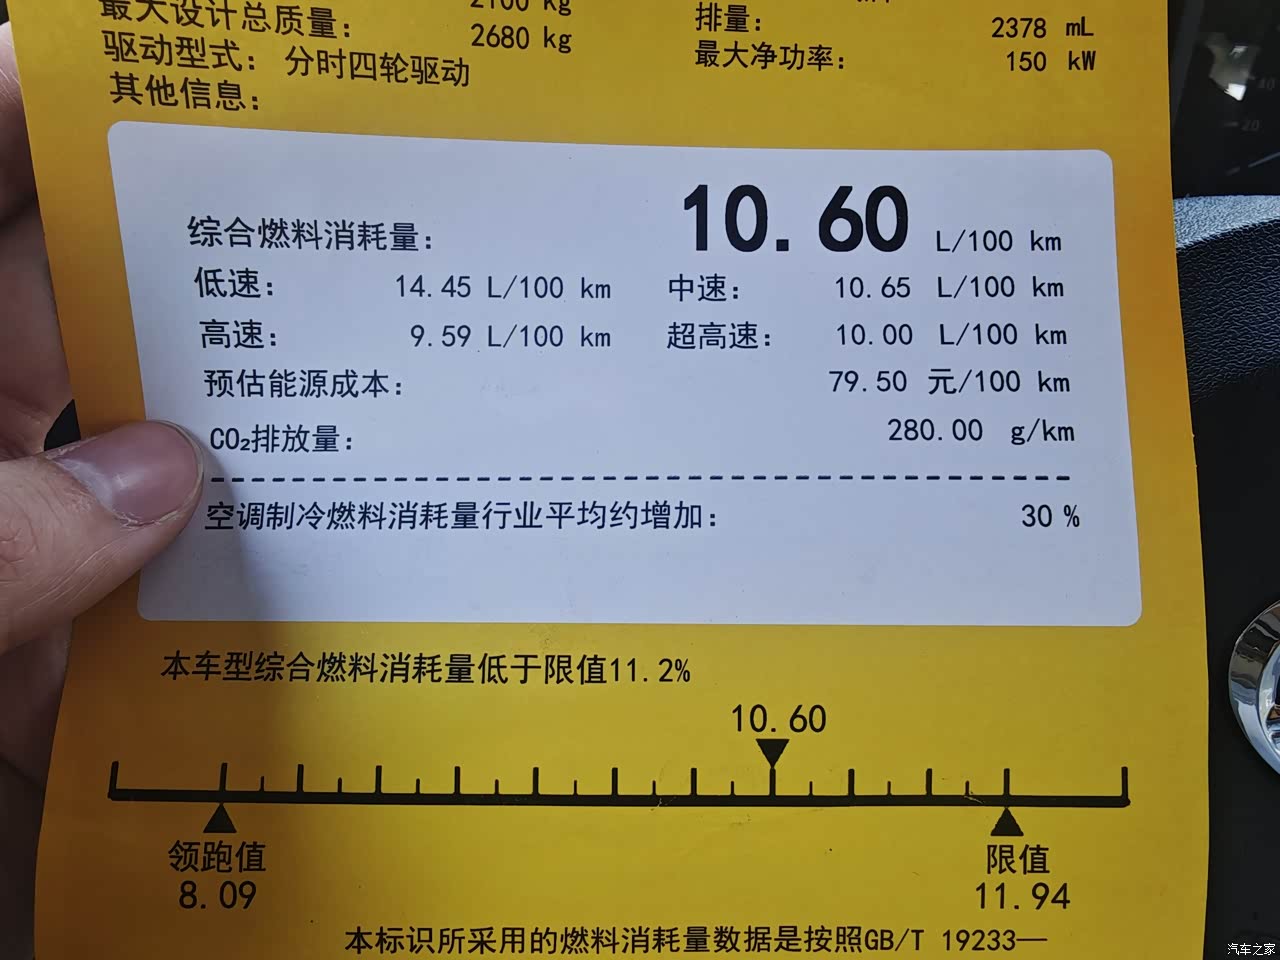 2100 kg
最大设计总质量： 2680 kg 排量： 2378 mL
驱动型式： 分时四轮驱动 最大净功率： 150 kW
其他信息：
综合燃料消耗量： 10.60 L/100 km
低速： 14.45 L/100 km 中速： 10.65 L/100 km
高速： 9.59 L/100 km 超高速： 10.00 L/100 km
预估能源成本： 79.50 元/100 km
CO₂排放量： 280.00 g/km
空调制冷燃料消耗量行业平均约增加： 30 %
本车型综合燃料消耗量低于限值11.2%
10.60
领跑值 限值
8.09 11.94
本标识所采用的燃料消耗量数据是按照GB/T 19233—
40
20
汽车之家